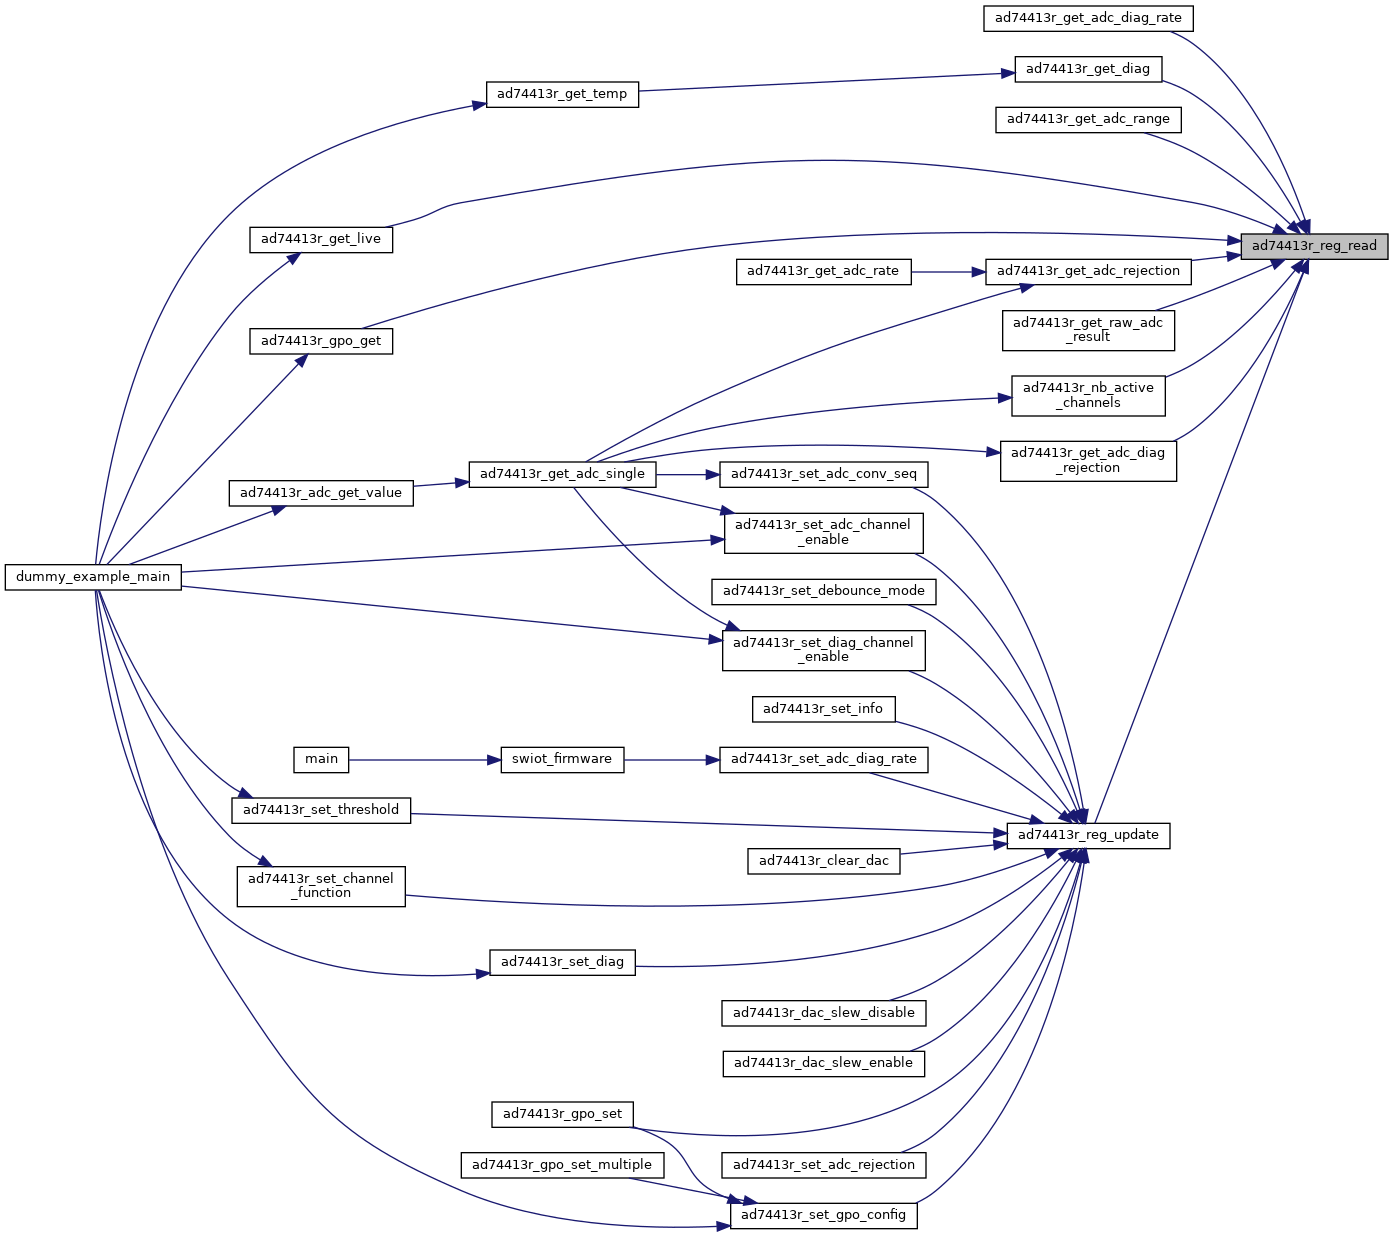 ad74413r_get_adc_diag_rate
ad74413r_get_diag
ad74413r_get_temp
ad74413r_get_adc_range
ad74413r_get_live
ad74413r_reg_read
ad74413r_get_adc_rate
ad74413r_get_adc_rejection
ad74413r_get_raw_adc
_result
ad74413r_gpo_get
ad74413r_nb_active
_channels
ad74413r_get_adc_diag
_rejection
ad74413r_get_adc_single
ad74413r_set_adc_conv_seq
ad74413r_adc_get_value
ad74413r_set_adc_channel
_enable
dummy_example_main
ad74413r_set_debounce_mode
ad74413r_set_diag_channel
_enable
ad74413r_set_info
main
swiot_firmware
ad74413r_set_adc_diag_rate
ad74413r_set_threshold
ad74413r_reg_update
ad74413r_clear_dac
ad74413r_set_channel
_function
ad74413r_set_diag
ad74413r_dac_slew_disable
ad74413r_dac_slew_enable
ad74413r_gpo_set
ad74413r_gpo_set_multiple
ad74413r_set_adc_rejection
ad74413r_set_gpo_config